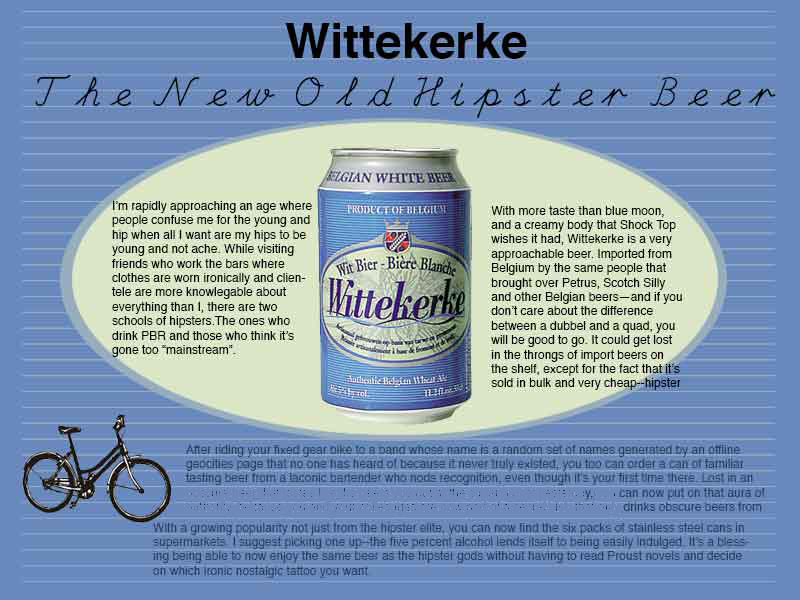 Wittekerke
The New Old Hipster Beer
I'm rapidly approaching an age where
people confuse me for the young and
hip when all I want are my hips to be
young and not ache. While visiting
friends who work the bars where
clothes are worn ironically and clien-
tele are more knowlegable about
everything than I, there are two
schools of hipsters.The ones who
drink PBR and those who think it's
gone too "mainstream".
BELGIAN WHITE BEER
PRODUCT OF BELGIUM
Wit Bier - Bière Blanche
Wittekerke
Authentic Belgian Wheat Ale
Alc. 5% by vol. 11.2 fl.oz.
With more taste than blue moon,
and a creamy body that Shock Top
wishes it had, Wittekerke is a very
approachable beer. Imported from
Belgium by the same people that
brought over Petrus, Scotch Silly
and other Belgian beers—and if you
don't care about the difference
between a dubbel and a quad, you
will be good to go. It could get lost
in the throngs of import beers on
the shelf, except for the fact that it's
sold in bulk and very cheap--hipster
After riding your fixed gear bike to a band whose name is a random set of names generated by an offline
geocities page that no one has heard of because it never truly existed, you too can order a can of familiar
tasting beer from a laconic bartender who nods recognition, even though it's your first time there. Lost in an
can now put on that aura of
drinks obscure beers from
With a growing popularity not just from the hipster elite, you can now find the six packs of stainless steel cans in
supermarkets. I suggest picking one up--the five percent alcohol lends itself to being easily indulged. It's a bless-
ing being able to now enjoy the same beer as the hipster gods without having to read Proust novels and decide
on which ironic nostalgic tattoo you want.